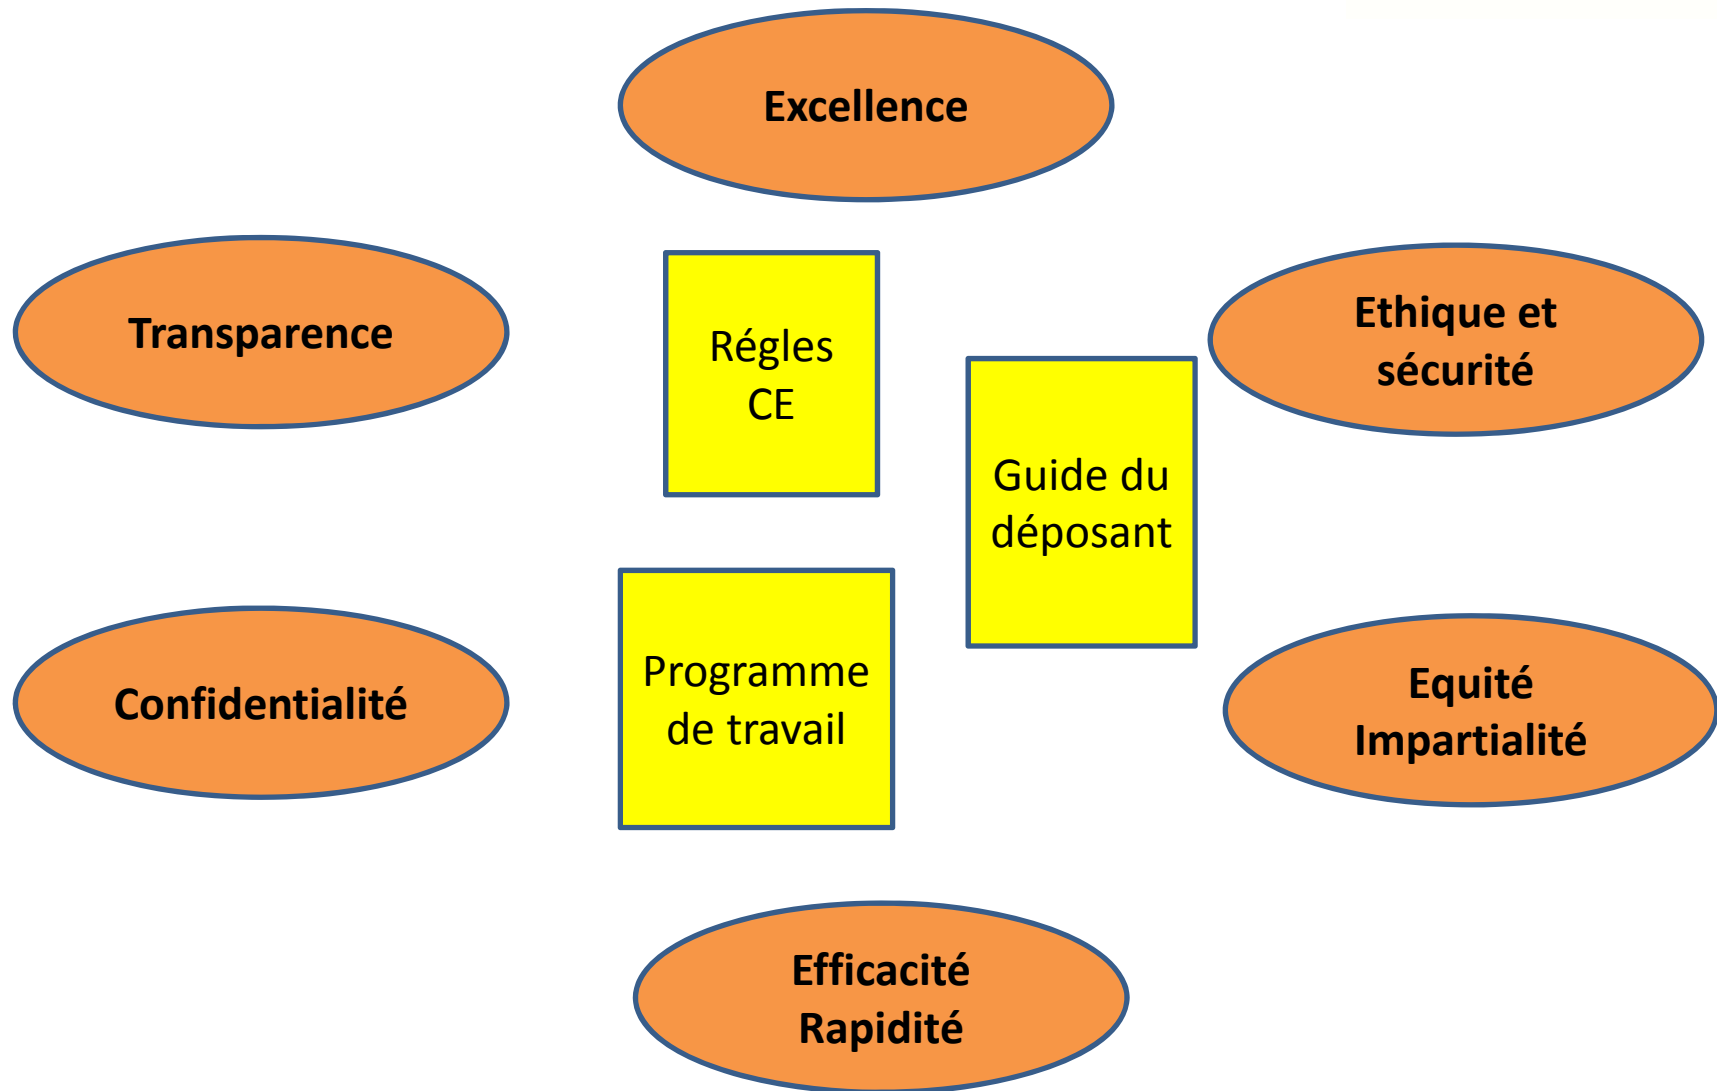 Excellence
Transparence
Régles
CE
Ethique et
sécurité
Guide du
déposant
Confidentialité
Programme
de travail
Equité
Impartialité
Efficacité
Rapidité